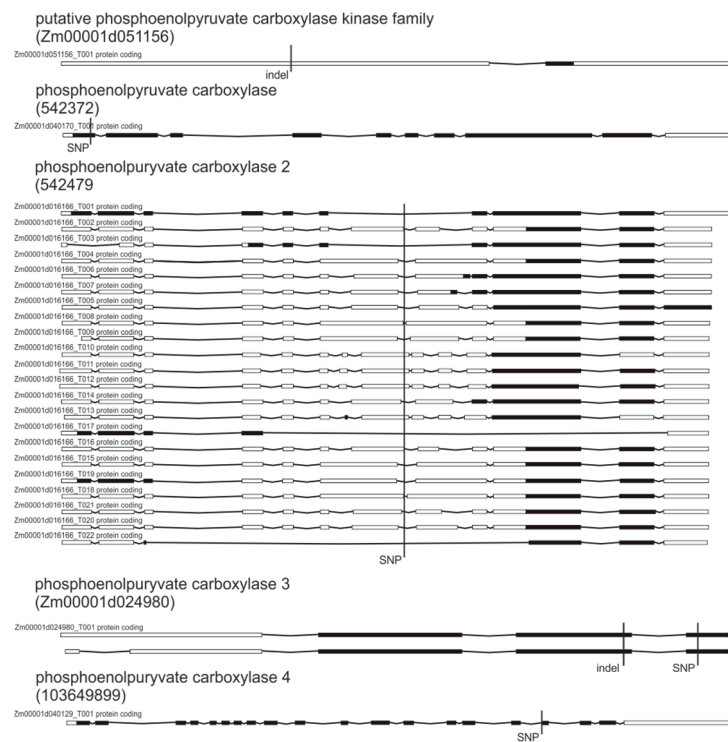 putative phosphoenolpyruvate carboxylase kinase family
(Zm00001d051156)
Zm00001d051156_T001 protein coding
indel
phosphoenolpyruvate carboxylase
(542372)
Zm00001d040170_T001 protein coding
SNP
phosphoenolpuryvate carboxylase 2
(542479
Zm00001d016166_T001 protein coding
Zm00001d016166_T002 protein coding
Zm00001d016166_T003 protein coding
Zm00001d016166_T004 protein coding
Zm00001d016166_T006 protein coding
Zm00001d016166_T007 protein coding
Zm00001d016166_T005 protein coding
Zm00001d016166_T008 protein coding
Zm00001d016166_T009 protein coding
Zm00001d016166_T010 protein coding
Zm00001d016166_T011 protein coding
Zm00001d016166_T012 protein coding
Zm00001d016166_T014 protein coding
Zm00001d016166_T013 protein coding
Zm00001d016166_T017 protein coding
Zm00001d016166_T016 protein coding
Zm00001d016166_T015 protein coding
Zm00001d016166_T019 protein coding
Zm00001d016166_T018 protein coding
Zm00001d016166_T021 protein coding
Zm00001d016166_T020 protein coding
Zm00001d016166_T022 protein coding
SNP
phosphoenolpuryvate carboxylase 3
(Zm00001d024980)
Zm00001d024980_T001 protein coding
indel SNP
phosphoenolpuryvate carboxylase 4
(103649899)
Zm00001d040129_T001 protein coding
SNP